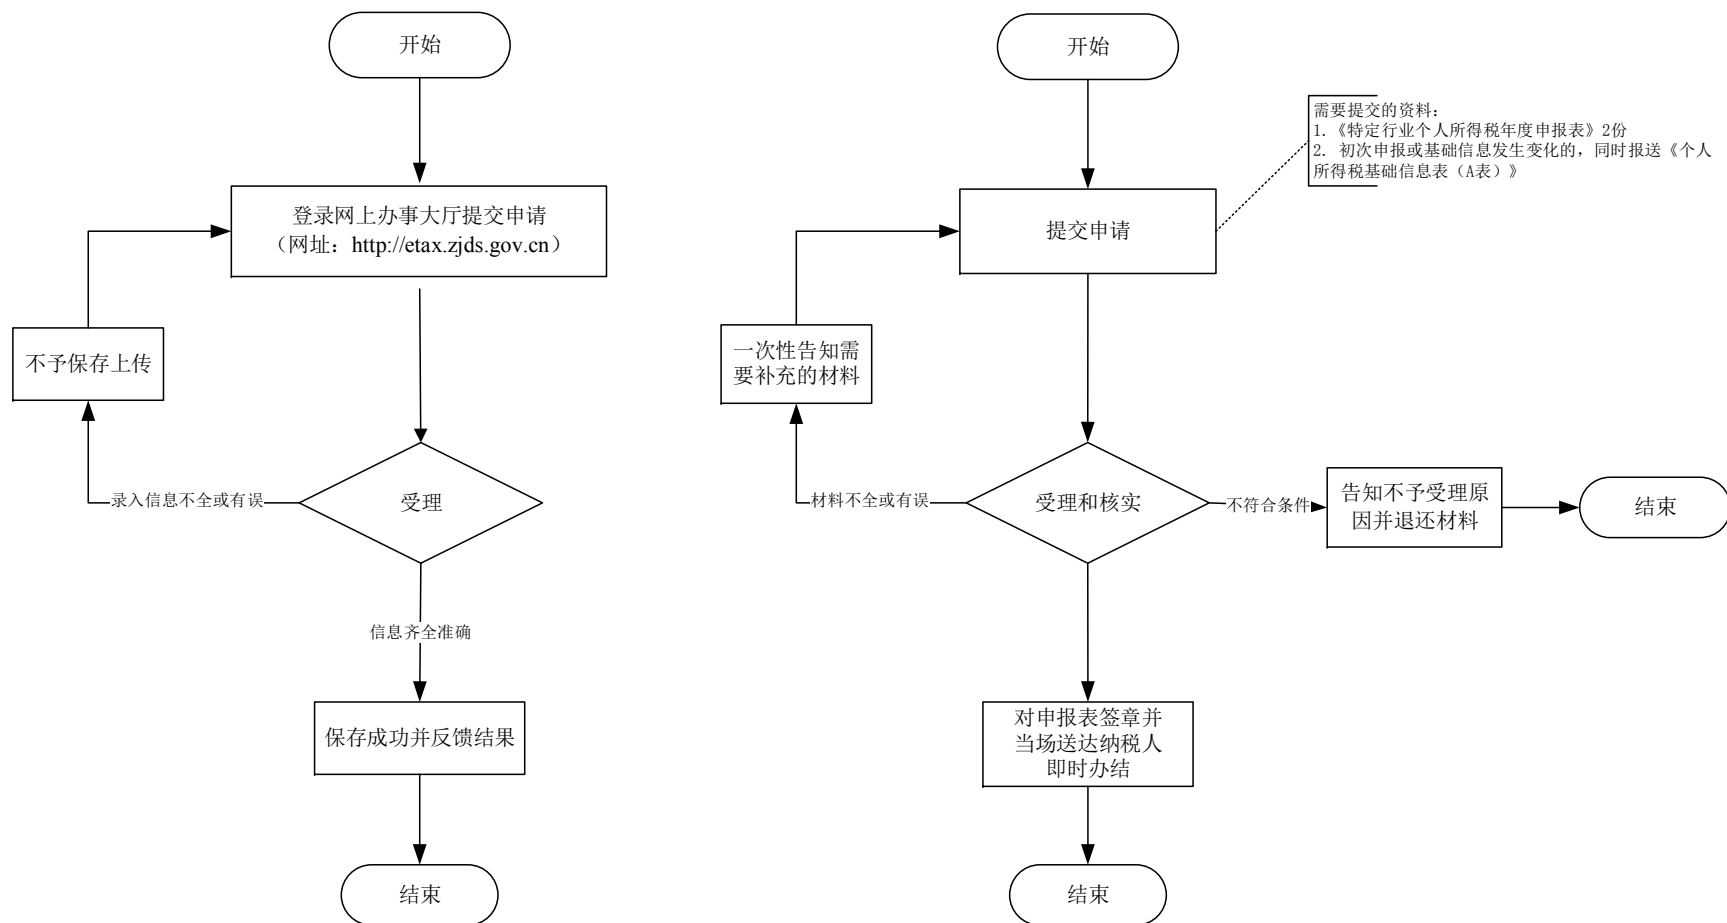 开始
登录网上办事大厅提交申请
（网址：http://etax.zjds.gov.cn）
不予保存上传
录入信息不全或有误
受理
信息齐全准确
保存成功并反馈结果
结束
开始
需要提交的资料：
1.《特定行业个人所得税年度申报表》2份
2. 初次申报或基础信息发生变化的，同时报送《个人
所得税基础信息表（A表）》
提交申请
一次性告知需
要补充的材料
材料不全或有误
受理和核实
不符合条件
告知不予受理原
因并退还材料
结束
对申报表签章并
当场送达纳税人
即时办结
结束